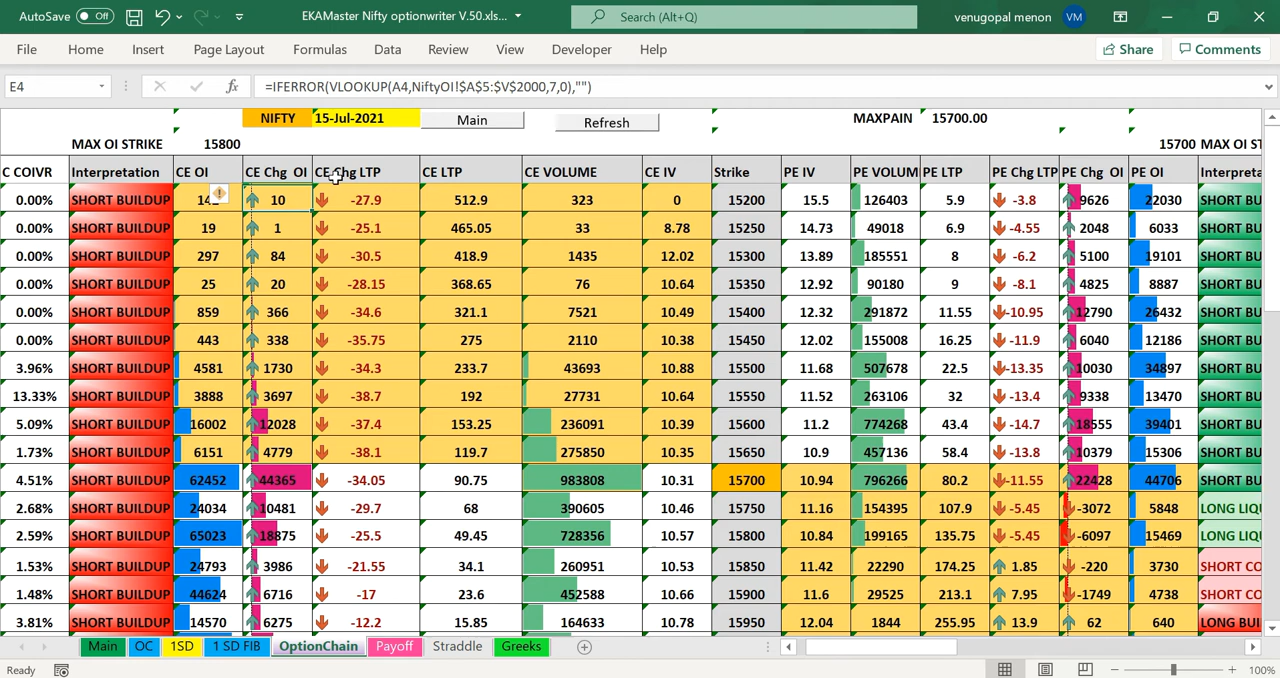 AutoSave Off EKAMaster Nifty optionwriter V.50.xls... Search (Alt+Q) venugopal menon VM
File Home Insert Page Layout Formulas Data Review View Developer Help Share Comments
E4 fx =IFERROR(VLOOKUP(A4,NiftyOI!$A$5:$V$2000,7,0),"")
NIFTY 15-Jul-2021 Main Refresh MAXPAIN 15700.00
MAX OI STRIKE 15800 15700 MAX OI ST
C COIVR Interpretation CE OI CE Chg OI CE Chg LTP CE LTP CE VOLUME CE IV Strike PE IV PE VOLUM PE LTP PE Chg LTP PE Chg OI PE OI Interpreta
0.00% SHORT BUILDUP 10 -27.9 512.9 323 0 15200 15.5 126403 5.9 -3.8 9626 22030 SHORT BU
0.00% SHORT BUILDUP 19 1 -25.1 465.05 33 8.78 15250 14.73 49018 6.9 -4.55 2048 6033 SHORT BU
0.00% SHORT BUILDUP 297 84 -30.5 418.9 1435 12.02 15300 13.89 185551 8 -6.2 5100 19101 SHORT BU
0.00% SHORT BUILDUP 25 20 -28.15 368.65 76 10.64 15350 12.92 90180 9 -8.1 4825 8887 SHORT BU
0.00% SHORT BUILDUP 859 366 -34.6 321.1 7521 10.49 15400 12.32 291872 11.55 -10.95 12790 26432 SHORT BU
0.00% SHORT BUILDUP 443 338 -35.75 275 2110 10.38 15450 12.02 155008 16.25 -11.9 6040 12186 SHORT BU
3.96% SHORT BUILDUP 4581 1730 -34.3 233.7 43693 10.88 15500 11.68 507678 22.5 -13.35 10030 34897 SHORT BU
13.33% SHORT BUILDUP 3888 3697 -38.7 192 27731 10.64 15550 11.52 263106 32 -13.4 9338 13470 SHORT BU
5.09% SHORT BUILDUP 16002 12028 -37.4 153.25 236091 10.39 15600 11.2 774268 43.4 -14.7 18555 39401 SHORT BU
1.73% SHORT BUILDUP 6151 4779 -38.1 119.7 275850 10.35 15650 10.9 457136 58.4 -13.8 10379 15306 SHORT BU
4.51% SHORT BUILDUP 62452 44365 -34.05 90.75 983808 10.31 15700 10.94 796266 80.2 -11.55 22428 44706 SHORT BU
2.68% SHORT BUILDUP 24034 10481 -29.7 68 390605 10.46 15750 11.16 154395 107.9 -5.45 -3072 5848 LONG LIQ
2.59% SHORT BUILDUP 65023 18875 -25.5 49.45 728356 10.57 15800 10.84 199165 135.75 -5.45 -6097 15469 LONG LIQ
1.53% SHORT BUILDUP 24793 3986 -21.55 34.1 260951 10.53 15850 11.42 22290 174.25 1.85 -220 3730 SHORT CO
1.48% SHORT BUILDUP 44624 6716 -17 23.6 452588 10.66 15900 11.6 29525 213.1 7.95 -1749 4738 SHORT CO
3.81% SHORT BUILDUP 14570 6275 -12.2 15.85 164633 10.78 15950 12.04 1844 255.95 13.9 62 640 LONG BUI
Main OC 1SD 1 SD FIB OptionChain Payoff Straddle Greeks
Ready 100%